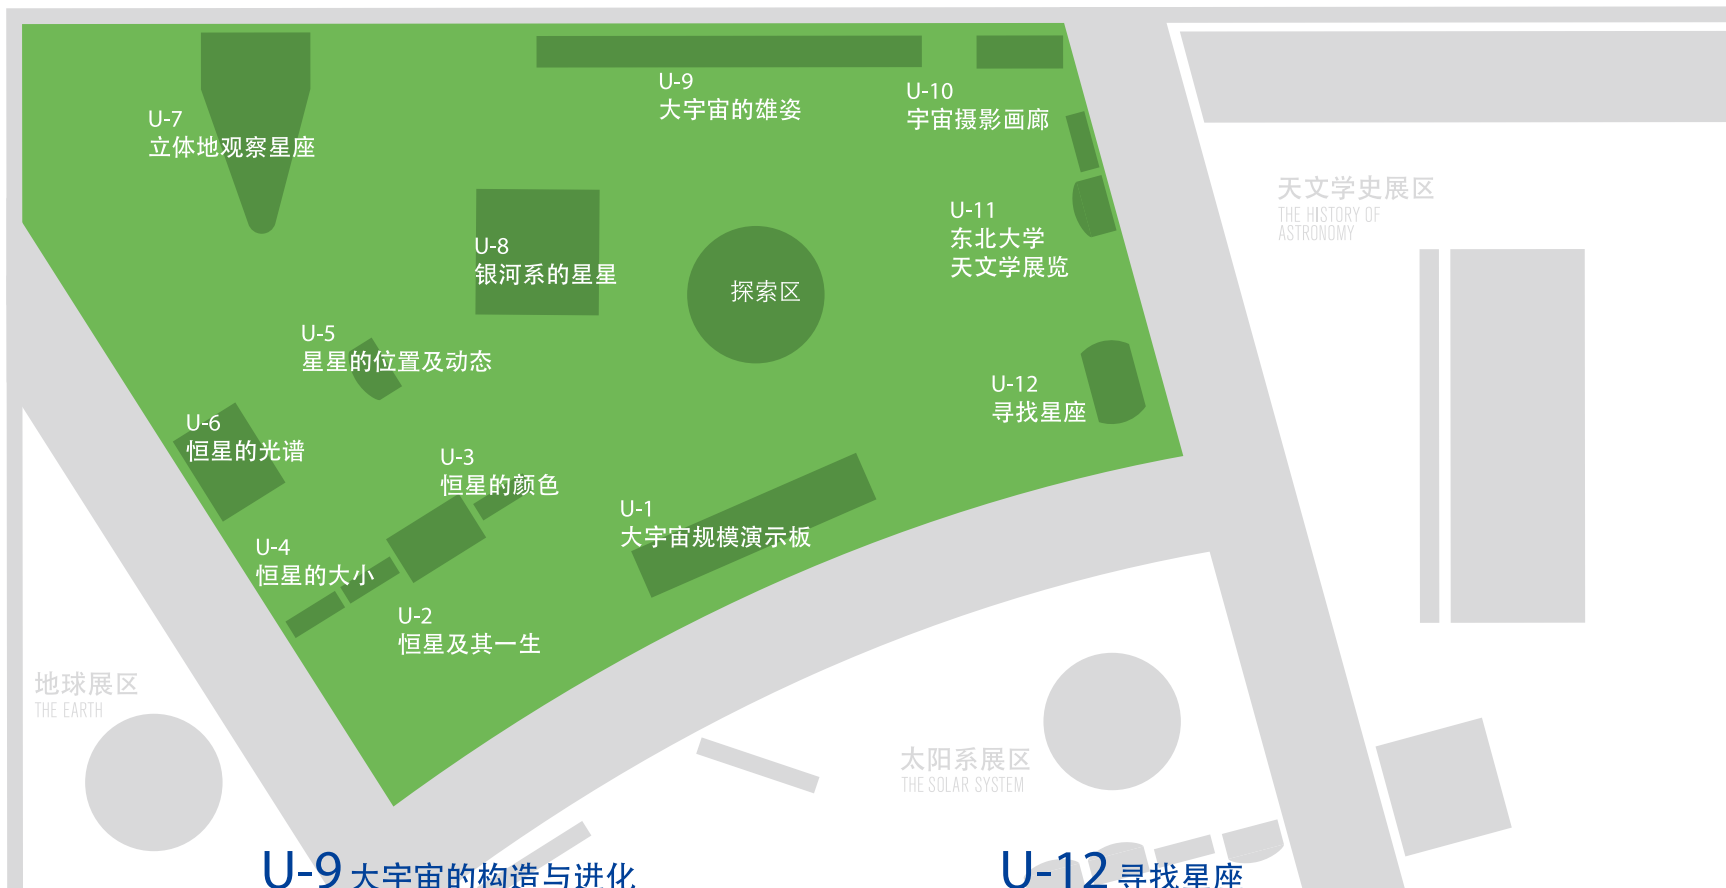 U-7
立体地观察星座
U-9
大宇宙的雄姿
U-10
宇宙摄影画廊
U-8
银河系的星星
探索区
U-11
东北大学
天文学展览
天文学史展区
THE HISTORY OF
ASTRONOMY
U-5
星星的位置及动态
U-12
寻找星座
U-6
恒星的光谱
U-3
恒星的颜色
U-1
大宇宙规模演示板
U-4
恒星的大小
U-2
恒星及其一生
地球展区
THE EARTH
太阳系展区
THE SOLAR SYSTEM
U-9 大宇宙的构造与进化
U-12 寻找星座